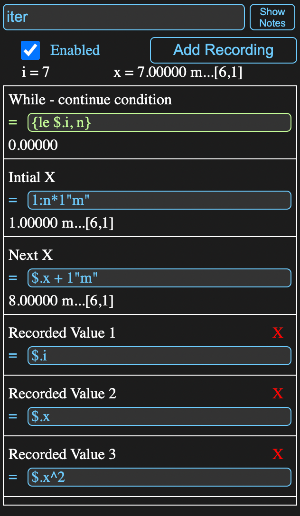 iter
Show
Notes
Enabled
Add Recording
i = 7
x = 7.00000 m...[6,1]
While - continue condition
= {le $.i, n}
0.00000
Intial X
= 1:n*1"m"
1.00000 m...[6,1]
Next X
= $.x + 1"m"
8.00000 m...[6,1]
Recorded Value 1 X
= $.i
Recorded Value 2 X
= $.x
Recorded Value 3 X
= $.x^2